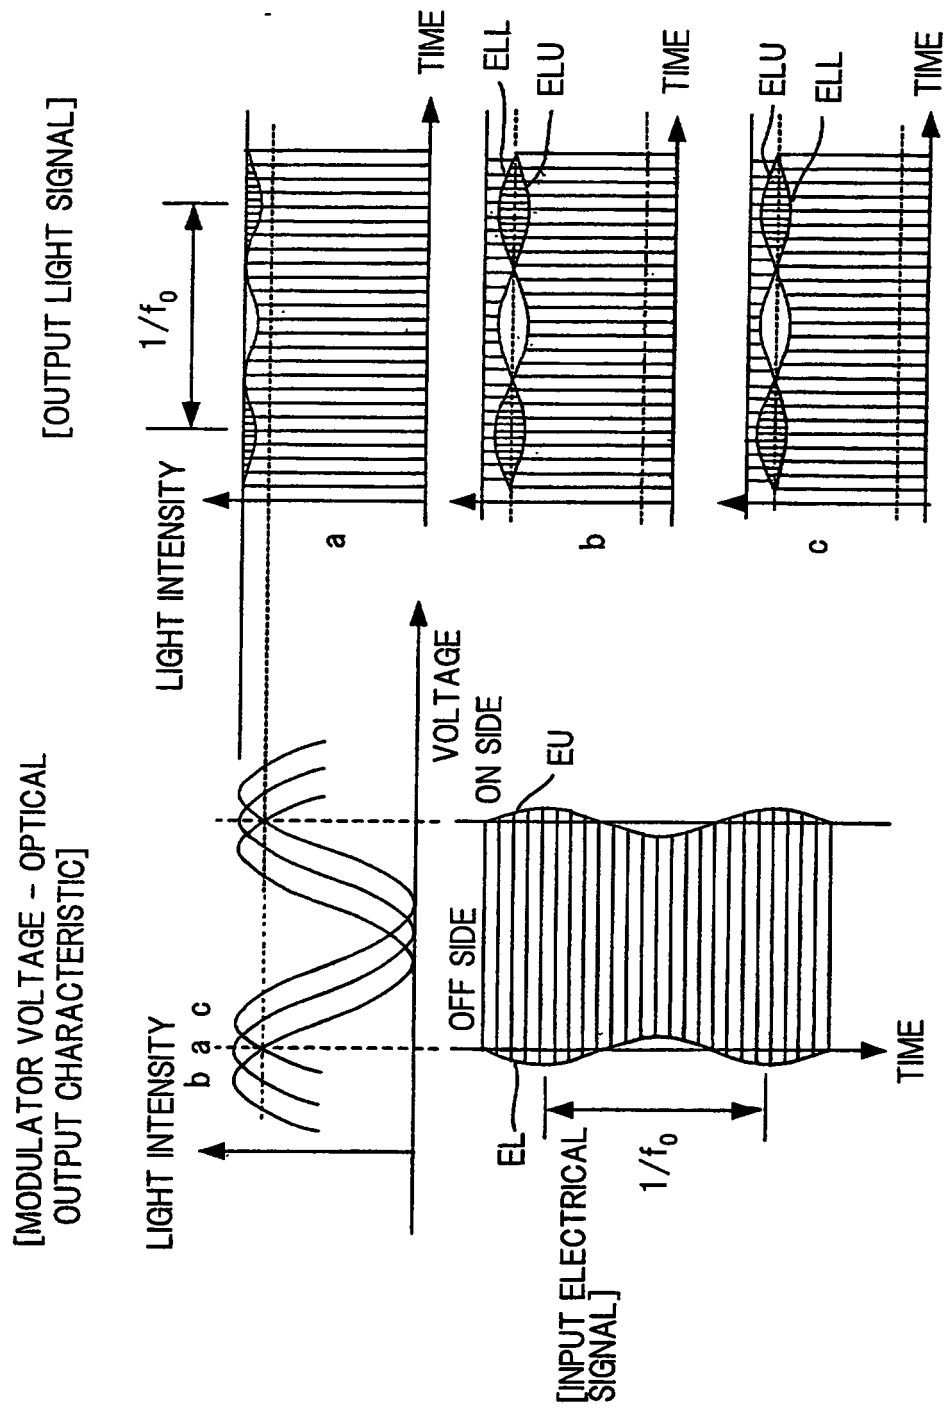 [MODULATOR VOLTAGE - OPTICAL
OUTPUT CHARACTERISTIC]
LIGHT INTENSITY
b
a
c
VOLTAGE
OFF SIDE
ON SIDE
EL
EU
1/f0
TIME
[INPUT ELECTRICAL
SIGNAL]
[OUTPUT LIGHT SIGNAL]
LIGHT INTENSITY
1/f0
a
TIME
b
ELL
ELU
TIME
c
ELU
ELL
TIME